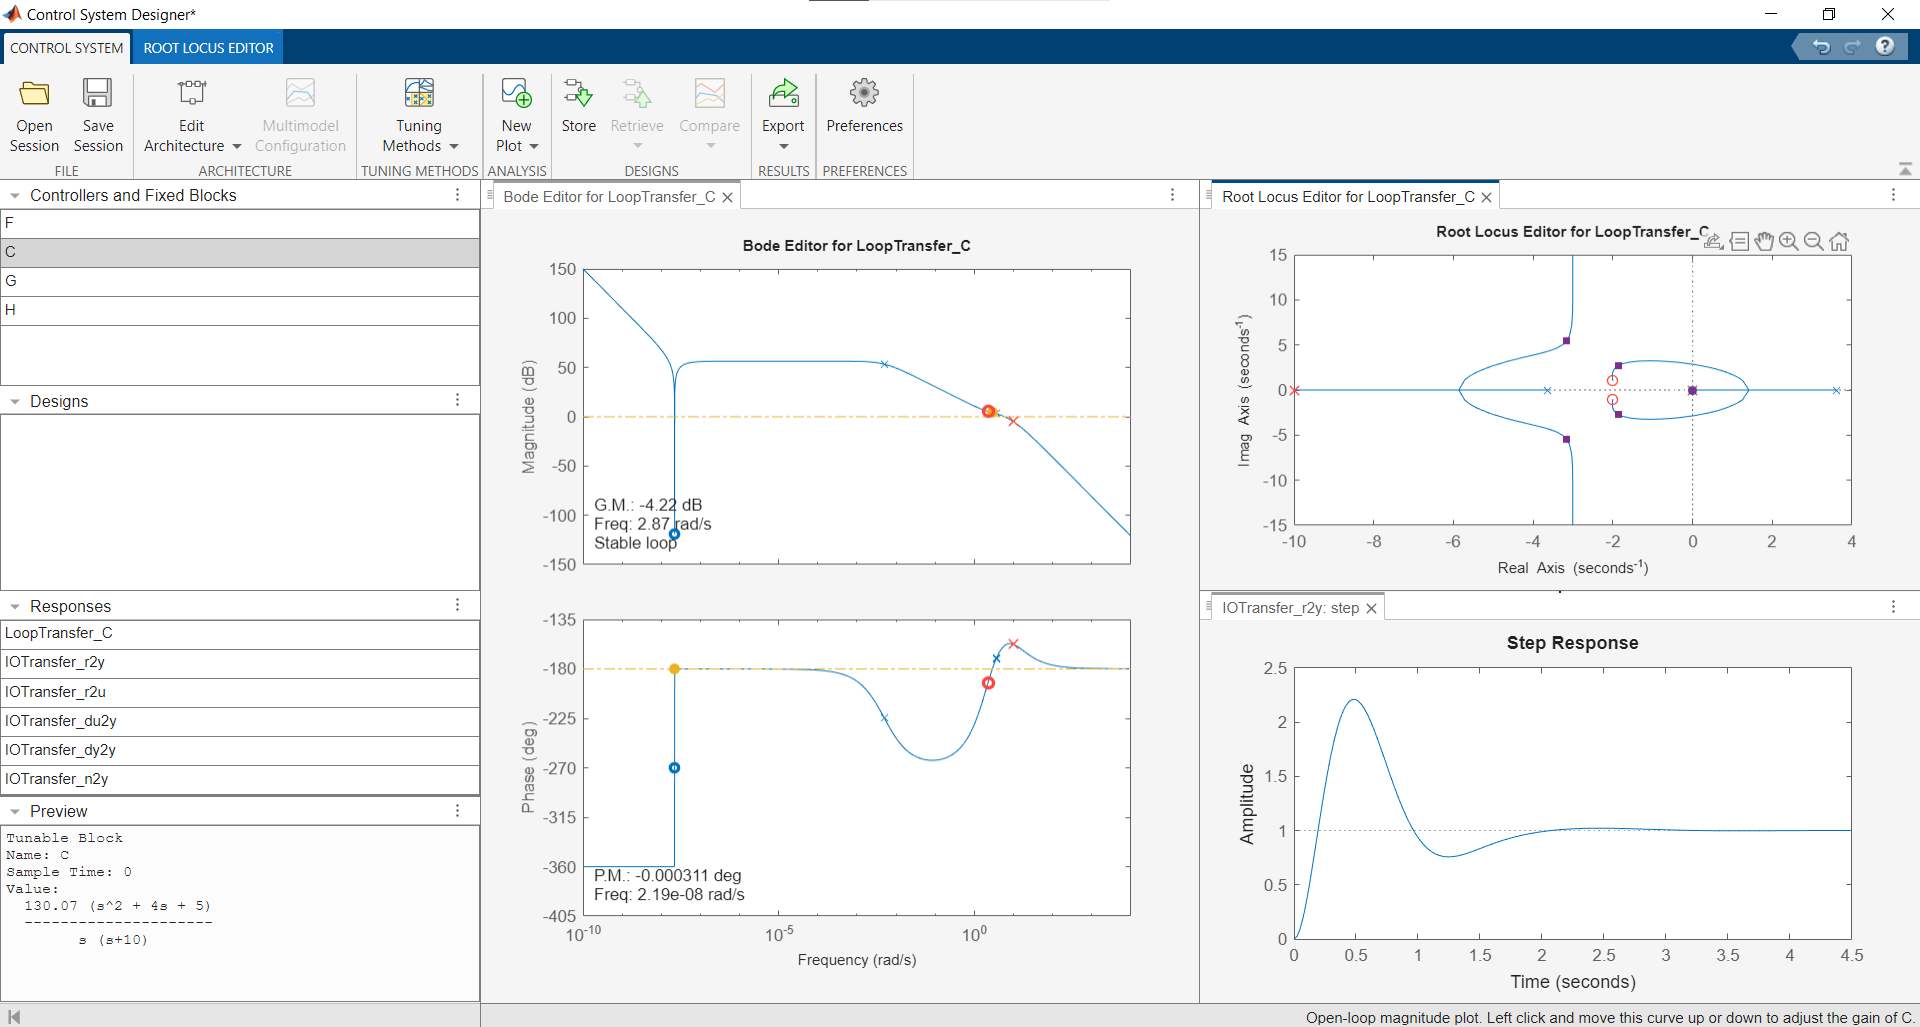 Control System Designer*
CONTROL SYSTEM
ROOT LOCUS EDITOR
Open Session
Save Session
Edit Architecture
Multimodel Configuration
Tuning Methods
New Plot
Store
Retrieve
Compare
Export
Preferences
FILE
ARCHITECTURE
TUNING METHODS
ANALYSIS
DESIGNS
RESULTS
PREFERENCES
Controllers and Fixed Blocks
F
C
G
H
Designs
Responses
LoopTransfer_C
IOTransfer_r2y
IOTransfer_r2u
IOTransfer_du2y
IOTransfer_dy2y
IOTransfer_n2y
Preview
Tunable Block
Name: C
Sample Time: 0
Value:
130.07 (s^2 + 4s + 5)
----------------------
s (s+10)
Bode Editor for LoopTransfer_C
Bode Editor for LoopTransfer_C
Magnitude (dB)
150
100
50
0
-50
-100
-150
G.M.: -4.22 dB
Freq: 2.87 rad/s
Stable loop
Phase (deg)
-135
-180
-225
-270
-315
-360
-405
P.M.: -0.000311 deg
Freq: 2.19e-08 rad/s
10-10
10-5
100
Frequency (rad/s)
Root Locus Editor for LoopTransfer_C
Root Locus Editor for LoopTransfer_C
Imag Axis (seconds-1)
15
10
5
0
-5
-10
-15
-10
-8
-6
-4
-2
0
2
4
Real Axis (seconds-1)
IOTransfer_r2y: step
Step Response
Amplitude
2.5
2
1.5
1
0.5
0
0
0.5
1
1.5
2
2.5
3
3.5
4
4.5
Time (seconds)
Open-loop magnitude plot. Left click and move this curve up or down to adjust the gain of C.